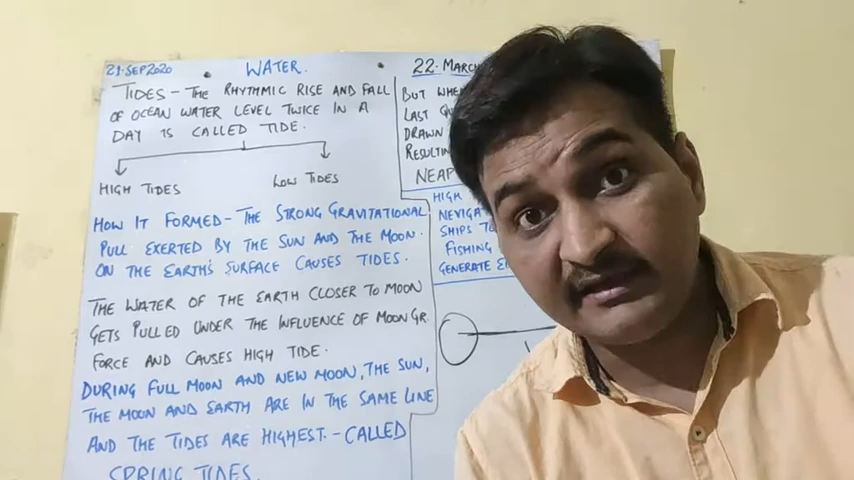 21.SEP2020
WATER.
TIDES - THE RHYTHMIC RISE AND FALL
OF OCEAN WATER LEVEL TWICE IN A
DAY IS CALLED TIDE.
HIGH TIDES
LOW TIDES
HOW IT FORMED - THE STRONG GRAVITATIONAL
PULL EXERTED BY THE SUN AND THE MOON.
ON THE EARTH'S SURFACE CAUSES TIDES.
THE WATER OF THE EARTH CLOSER TO MOON
GETS PULLED UNDER THE INFLUENCE OF MOON GR.
FORCE AND CAUSES HIGH TIDE.
DURING FULL MOON AND NEW MOON, THE SUN,
THE MOON AND EARTH ARE IN THE SAME LINE
AND THE TIDES ARE HIGHEST. - CALLED
SPRING TIDES.
22. MARCH
BUT WHE
LAST QU
DRAWN
RESULTIN
NEAP
HIGH
NEVIGA
SHIPS TO
FISHING
GENERATE E